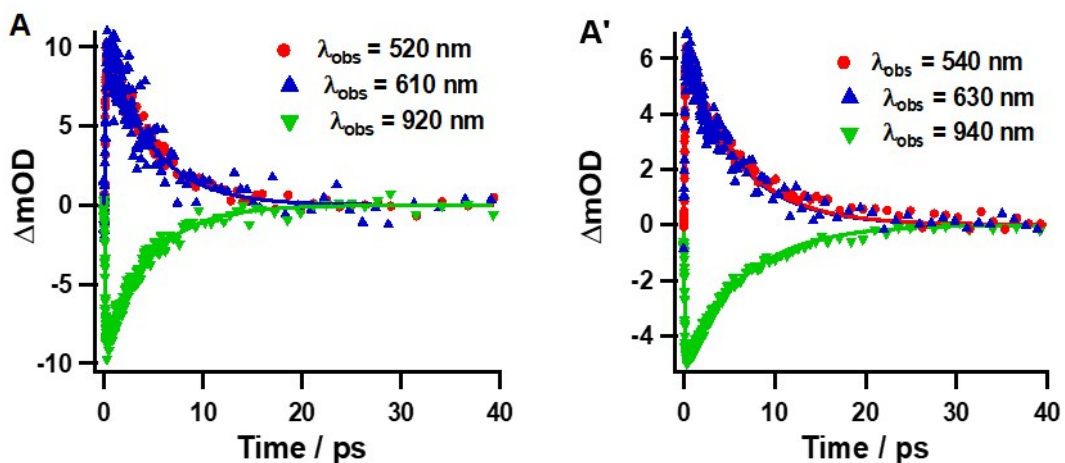 A
10
5
0
-5
-10
ΔmOD
λobs = 520 nm
λobs = 610 nm
λobs = 920 nm
0 10 20 30 40
Time / ps
A'
6
4
2
0
-2
-4
ΔmOD
λobs = 540 nm
λobs = 630 nm
λobs = 940 nm
0 10 20 30 40
Time / ps